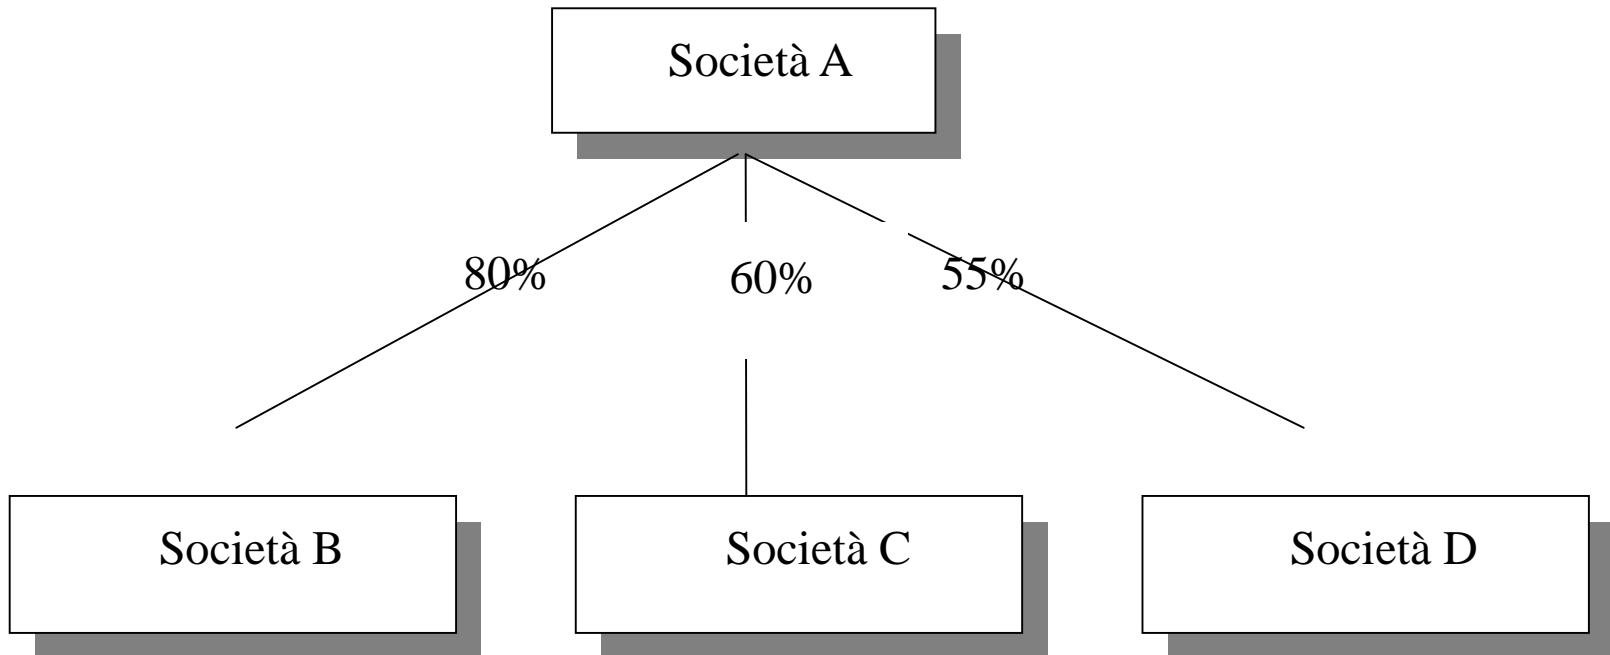 Società A
80%
60%
55%
Società B
Società C
Società D